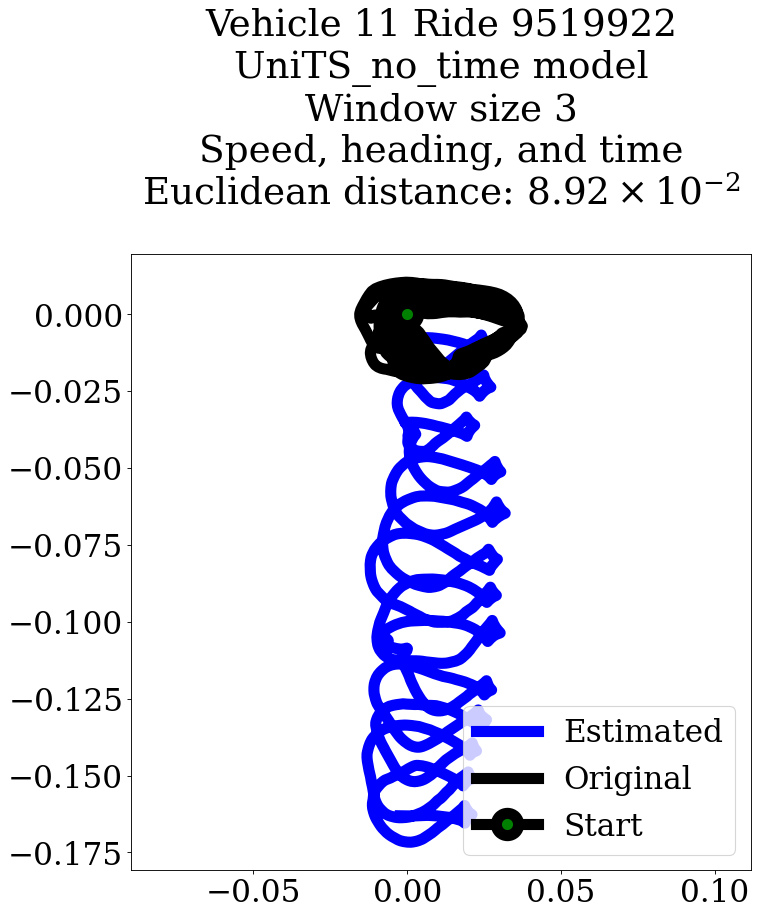 Vehicle 11 Ride 9519922
UniTS_no_time model
Window size 3
Speed, heading, and time
Euclidean distance: 8.92 × 10⁻²
0.000
−0.025
−0.050
−0.075
−0.100
−0.125
−0.150
−0.175
−0.05
0.00
0.05
0.10
Estimated
Original
Start